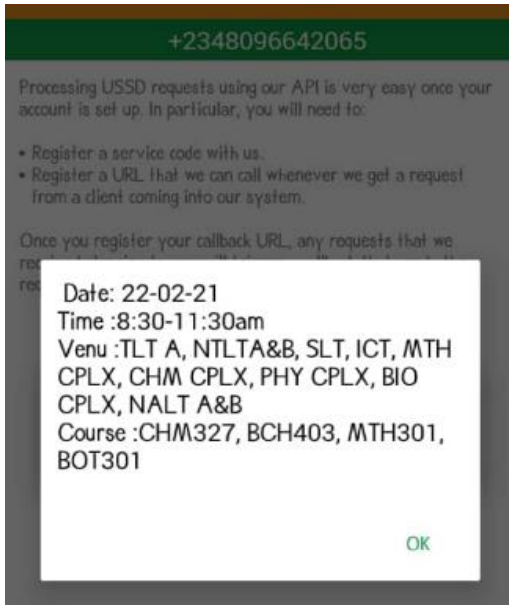 +2348096642065
Processing USSD requests using our API is very easy once your
account is set up. In particular, you will need to:
• Register a service code with us.
• Register a URL that we can call whenever we get a request
from a client coming into our system.
Once you register your callback URL, any requests that we
Date: 22-02-21
Time :8:30-11:30am
Venu :TLT A, NTLTA&B, SLT, ICT, MTH
CPLX, CHM CPLX, PHY CPLX, BIO
CPLX, NALT A&B
Course :CHM327, BCH403, MTH301,
BOT301
OK